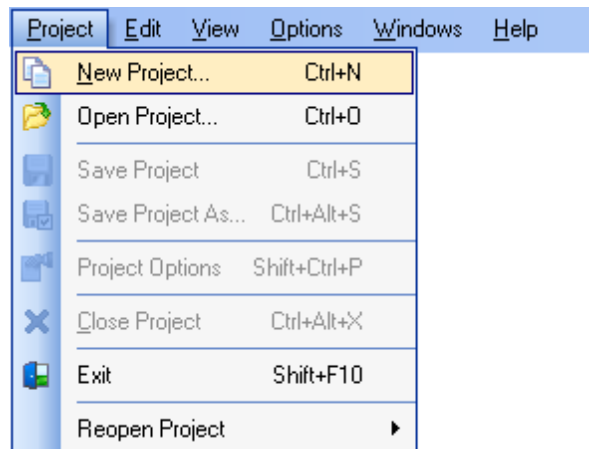 Project Edit View Options Windows Help
New Project... Ctrl+N
Open Project... Ctrl+O
Save Project Ctrl+S
Save Project As... Ctrl+Alt+S
Project Options Shift+Ctrl+P
Close Project Ctrl+Alt+X
Exit Shift+F10
Reopen Project